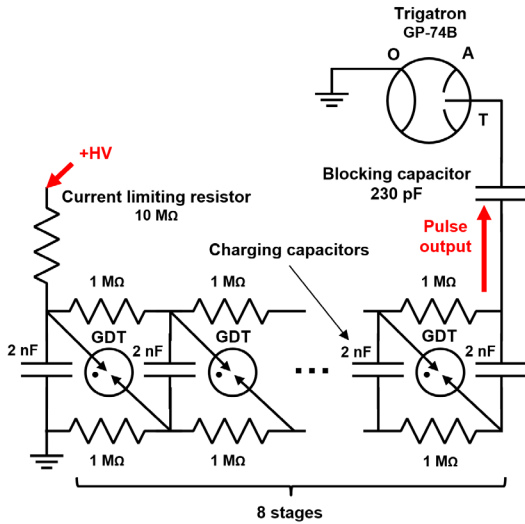 Trigatron
GP-74B
O
A
T
+HV
Current limiting resistor
10 MΩ
Blocking capacitor
230 pF
Pulse
output
Charging capacitors
1 MΩ
1 MΩ
1 MΩ
GDT
GDT
GDT
2 nF
2 nF
2 nF
2 nF
1 MΩ
1 MΩ
1 MΩ
8 stages